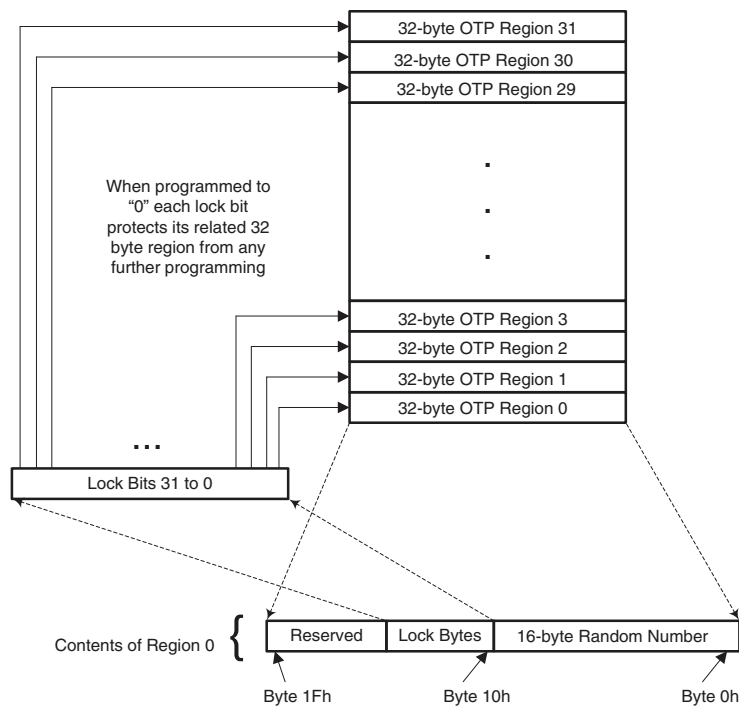 32-byte OTP Region 31
32-byte OTP Region 30
32-byte OTP Region 29
.
.
.
When programmed to
“0” each lock bit
protects its related 32
byte region from any
further programming
32-byte OTP Region 3
32-byte OTP Region 2
32-byte OTP Region 1
32-byte OTP Region 0
...
Lock Bits 31 to 0
Contents of Region 0 {
Reserved
Lock Bytes
16-byte Random Number
Byte 1Fh
Byte 10h
Byte 0h